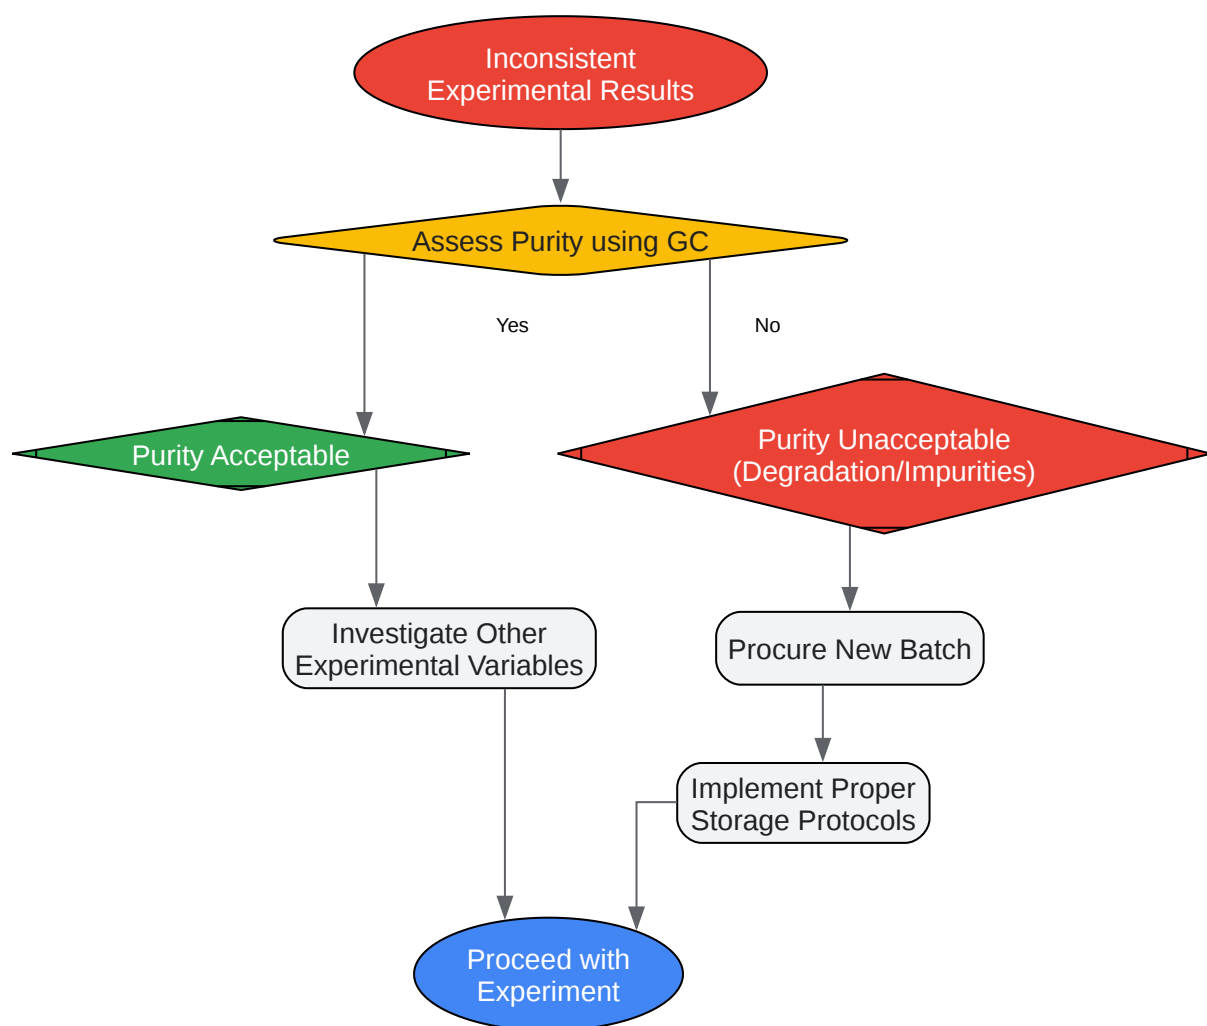 Inconsistent
Experimental Results
Assess Purity using GC
Yes
No
Purity Acceptable
Purity Unacceptable
(Degradation/Impurities)
Investigate Other
Experimental Variables
Procure New Batch
Implement Proper
Storage Protocols
Proceed with
Experiment